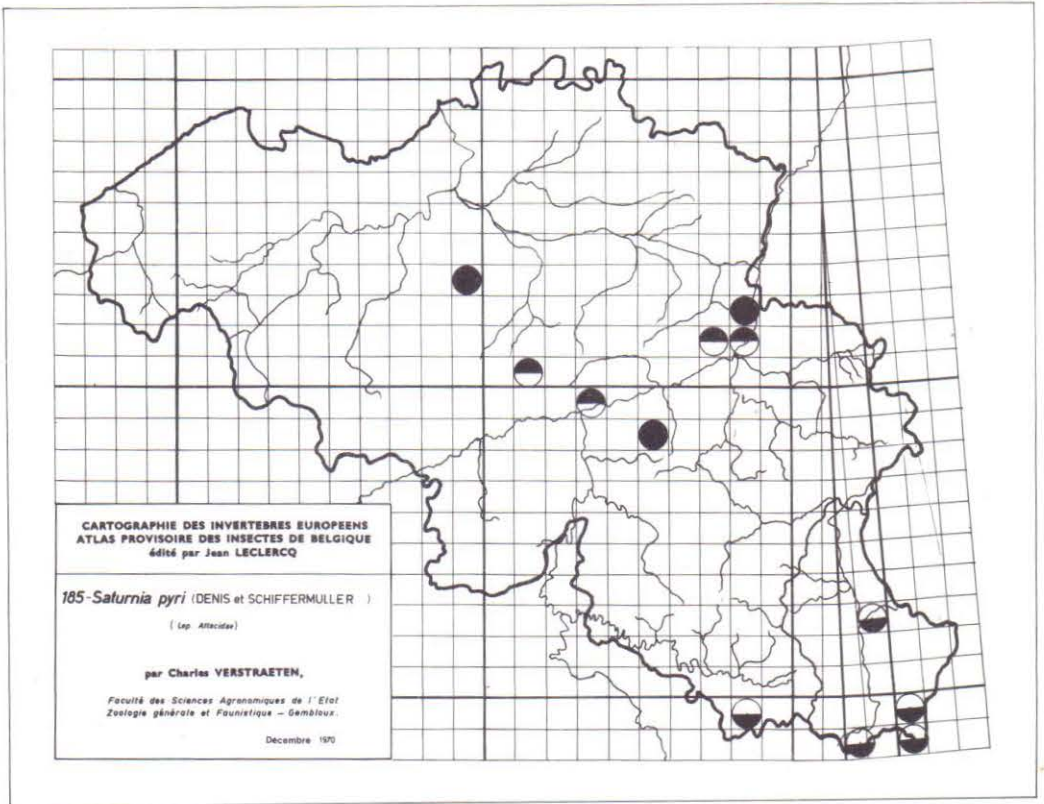 CARTOGRAPHIE DES INVERTEBRES EUROPEENS
ATLAS PROVISOIRE DES INSECTES DE BELGIQUE
édité par Jean LECLERCQ
185-Saturnia pyri (DENIS et SCHIFFERMULLER )
( Lep. Attacidae)
par Charles VERSTRAETEN,
Faculté des Sciences Agronomiques de l'Etat
Zoologie générale et Faunistique – Gembloux.
Décembre 1970